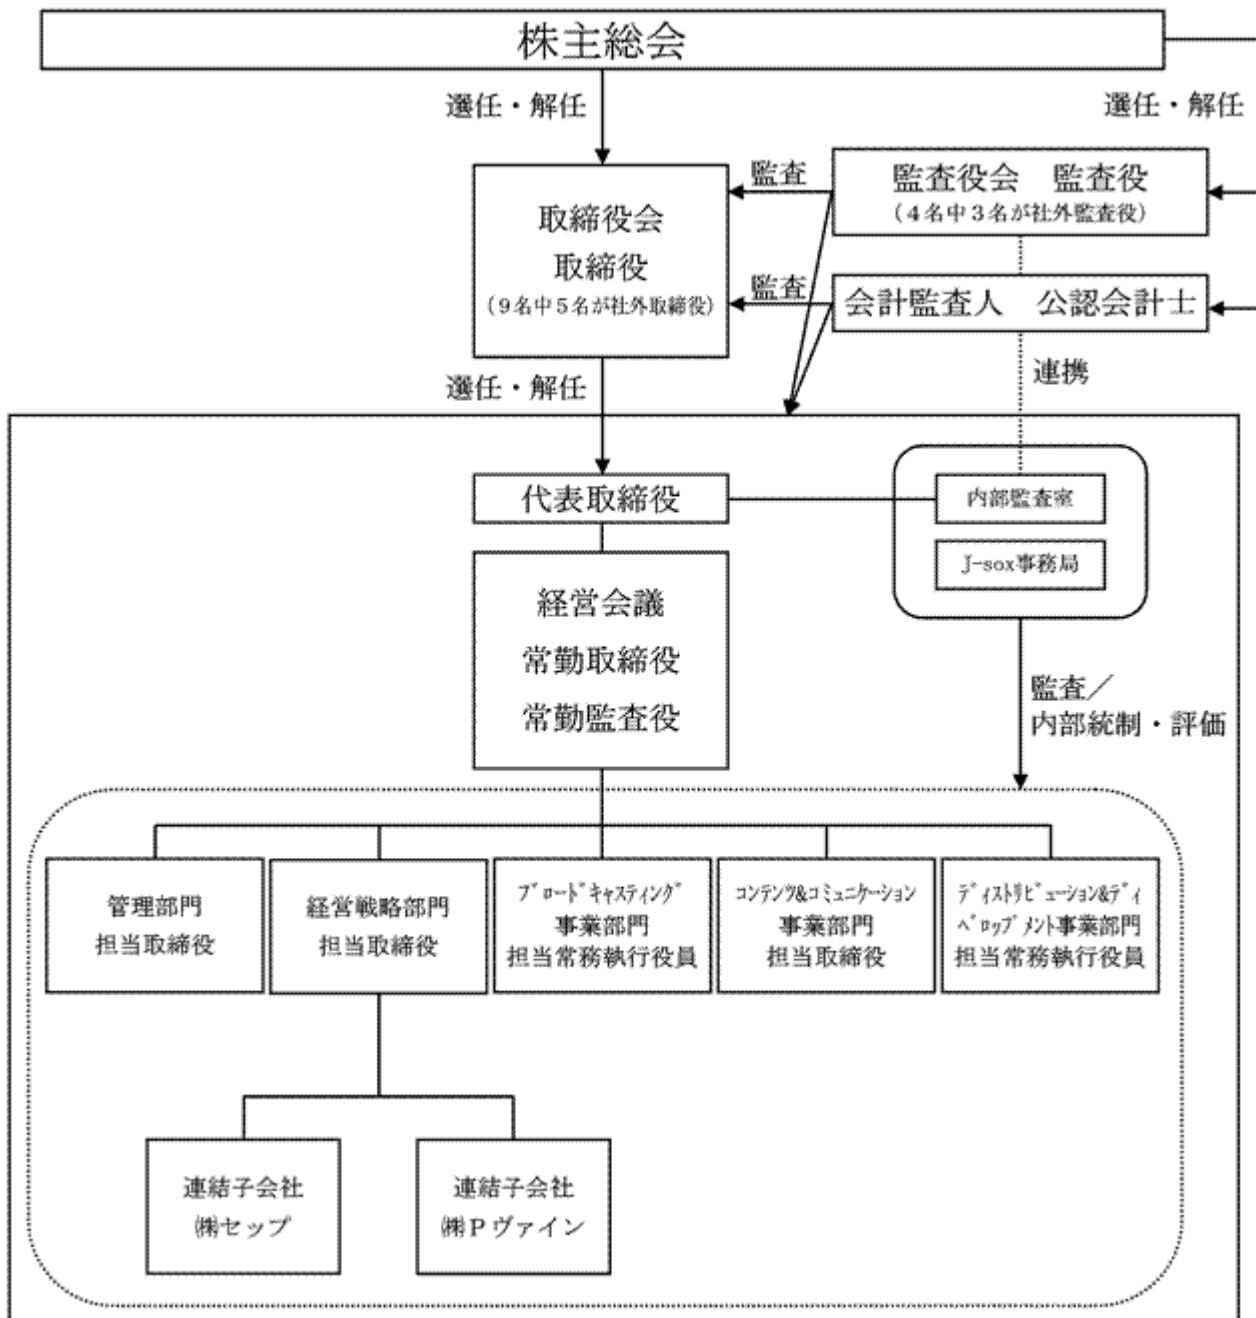 株主総会
選任・解任
選任・解任
監査
監査役会　監査役
（４名中３名が社外監査役）
取締役会
取締役
（９名中５名が社外取締役）
監査
会計監査人　公認会計士
選任・解任
連携
代表取締役
内部監査室
J-sox事務局
経営会議
常勤取締役
常勤監査役
監査／
内部統制・評価
管理部門
担当取締役
経営戦略部門
担当取締役
ﾌﾞﾛｰﾄﾞｷｬｽﾃｨﾝｸﾞ
事業部門
担当常務執行役員
ｺﾝﾃﾝﾂ&ｺﾐｭﾆｹｰｼｮﾝ
事業部門
担当取締役
ﾃﾞｨｽﾄﾘﾋﾞｭｰｼｮﾝ&ﾃﾞｨ
ﾍﾞﾛｯﾌﾟﾒﾝﾄ事業部門
担当常務執行役員
連結子会社
㈱セップ
連結子会社
㈱Ｐヴァイン